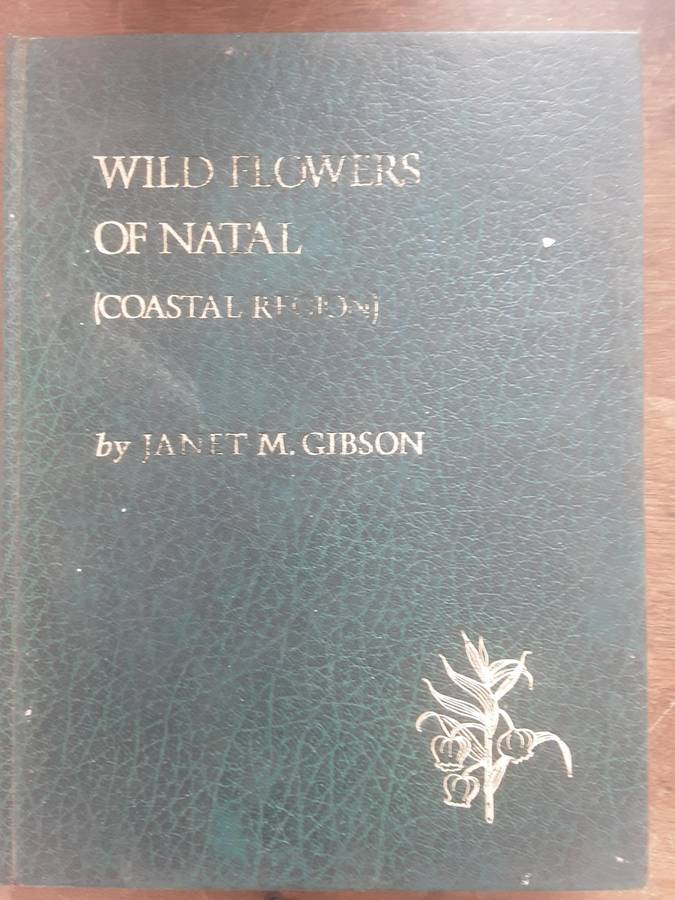 WILD FLOWERS
OF NATAL
(COASTAL REGION)
by JANET M. GIBSON